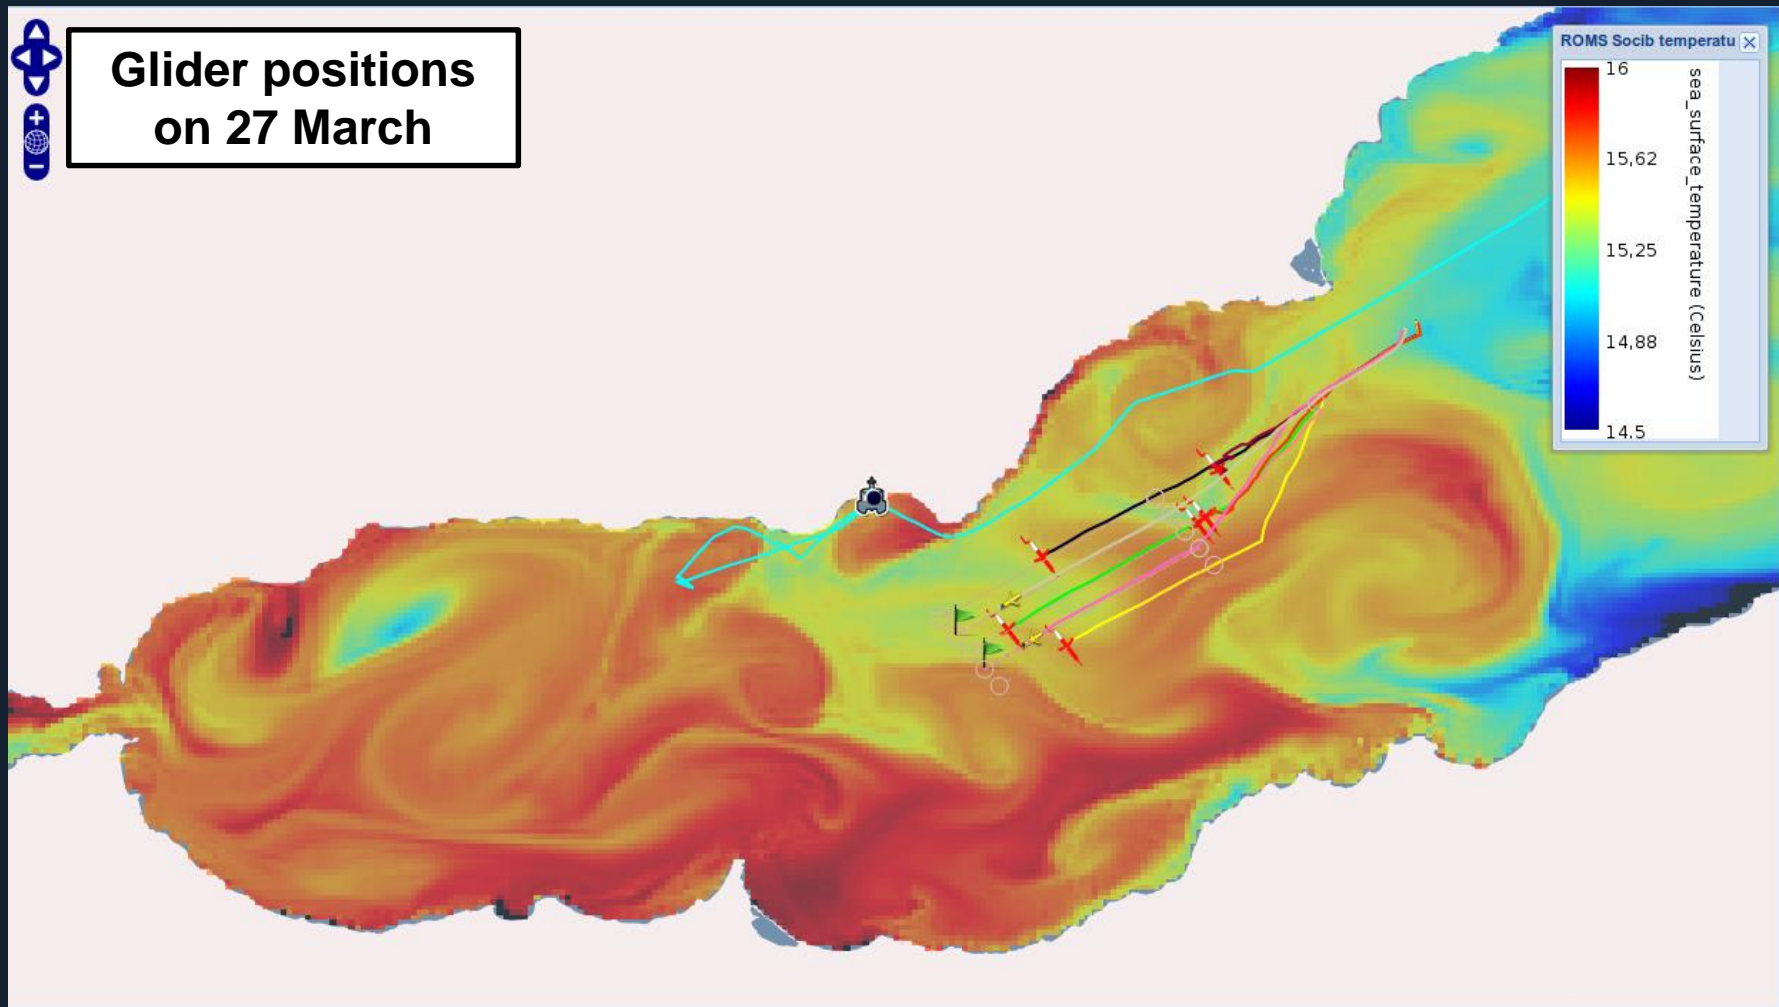 Glider positions
on 27 March
ROMS Socib temperatu
16
15,62
15,25
14,88
14.5
sea_surface_temperature (Celsius)